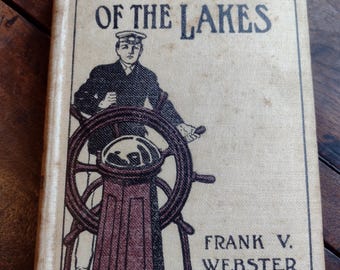 OF THE LAKES
FRANK V.
WEBSTER